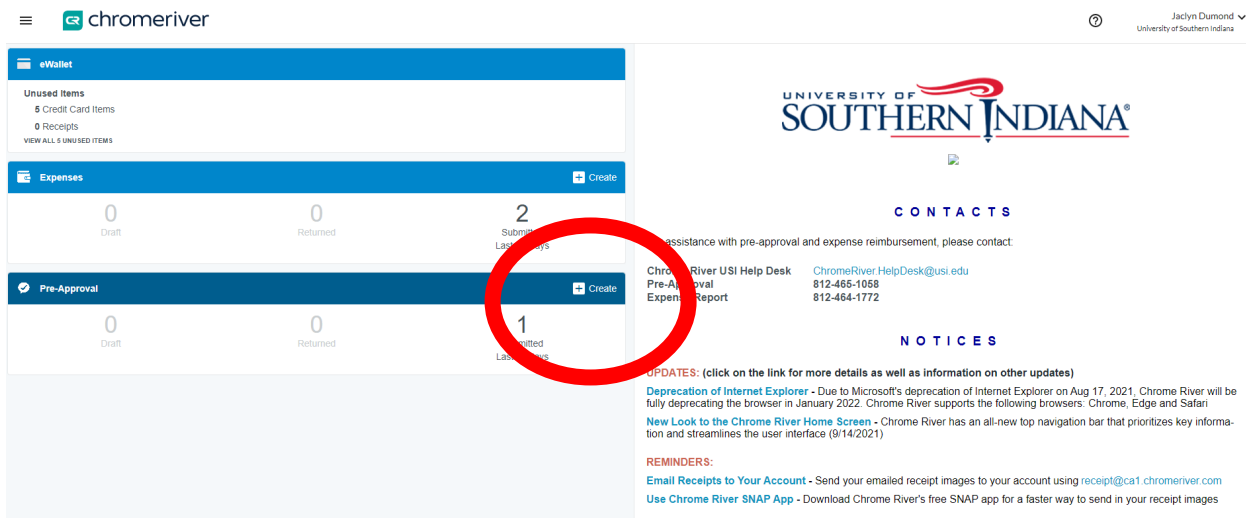 chromeriver
Jaclyn Dumond
University of Southern Indiana
eWallet
Unused Items
5 Credit Card Items
0 Receipts
VIEW ALL 5 UNUSED ITEMS
Expenses
Create
0
Draft
0
Returned
2
Pre-Approval
Create
0
Draft
0
Returned
1
UNIVERSITY OF
SOUTHERN INDIANA®
CONTACTS
assistance with pre-approval and expense reimbursement, please contact:
River USI Help Desk ChromeRiver.HelpDesk@usi.edu
812-465-1058
Report 812-464-1772
NOTICES
UPDATES: (click on the link for more details as well as information on other updates)
Deprecation of Internet Explorer - Due to Microsoft's deprecation of Internet Explorer on Aug 17, 2021, Chrome River will be
fully deprecating the browser in January 2022. Chrome River supports the following browsers: Chrome, Edge and Safari
New Look to the Chrome River Home Screen - Chrome River has an all-new top navigation bar that prioritizes key informa-
tion and streamlines the user interface (9/14/2021)
REMINDERS:
Email Receipts to Your Account - Send your emailed receipt images to your account using receipt@ca1.chromeriver.com
Use Chrome River SNAP App - Download Chrome River's free SNAP app for a faster way to send in your receipt images